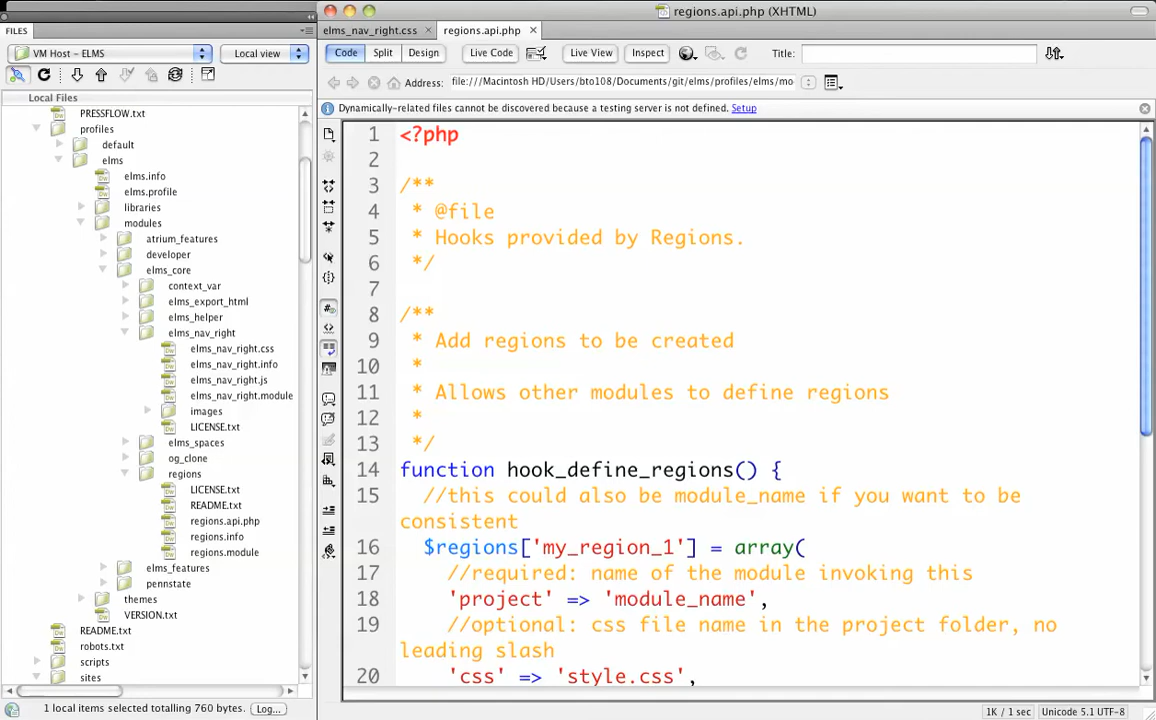 regions.api.php (XHTML)
FILES
VM Host – ELMS
Local view
Local Files
PRESSFLOW.txt
profiles
default
elms
elms.info
elms.profile
libraries
modules
atrium_features
developer
elms_core
context_var
elms_export_html
elms_helper
elms_nav_right
elms_nav_right.css
elms_nav_right.info
elms_nav_right.js
elms_nav_right.module
images
LICENSE.txt
elms_spaces
og_clone
regions
LICENSE.txt
README.txt
regions.api.php
regions.info
regions.module
elms_features
pennstate
themes
VERSION.txt
README.txt
robots.txt
scripts
sites
1 local items selected totalling 760 bytes.
Log...
elms_nav_right.css
regions.api.php
Code
Split
Design
Live Code
Live View
Inspect
Title:
Address:
file:///Macintosh HD/Users/bto108/Documents/git/elms/profiles/elms/mo
Dynamically-related files cannot be discovered because a testing server is not defined. Setup
1 <?php
2
3 /**
4 * @file
5 * Hooks provided by Regions.
6 */
7
8 /**
9 * Add regions to be created
10 *
11 * Allows other modules to define regions
12 *
13 */
14 function hook_define_regions() {
15 //this could also be module_name if you want to be
consistent
16 $regions['my_region_1'] = array(
17 //required: name of the module invoking this
18 'project' => 'module_name',
19 //optional: css file name in the project folder, no
leading slash
20 'css' => 'style.css',
1K / 1 sec
Unicode 5.1 UTF-8